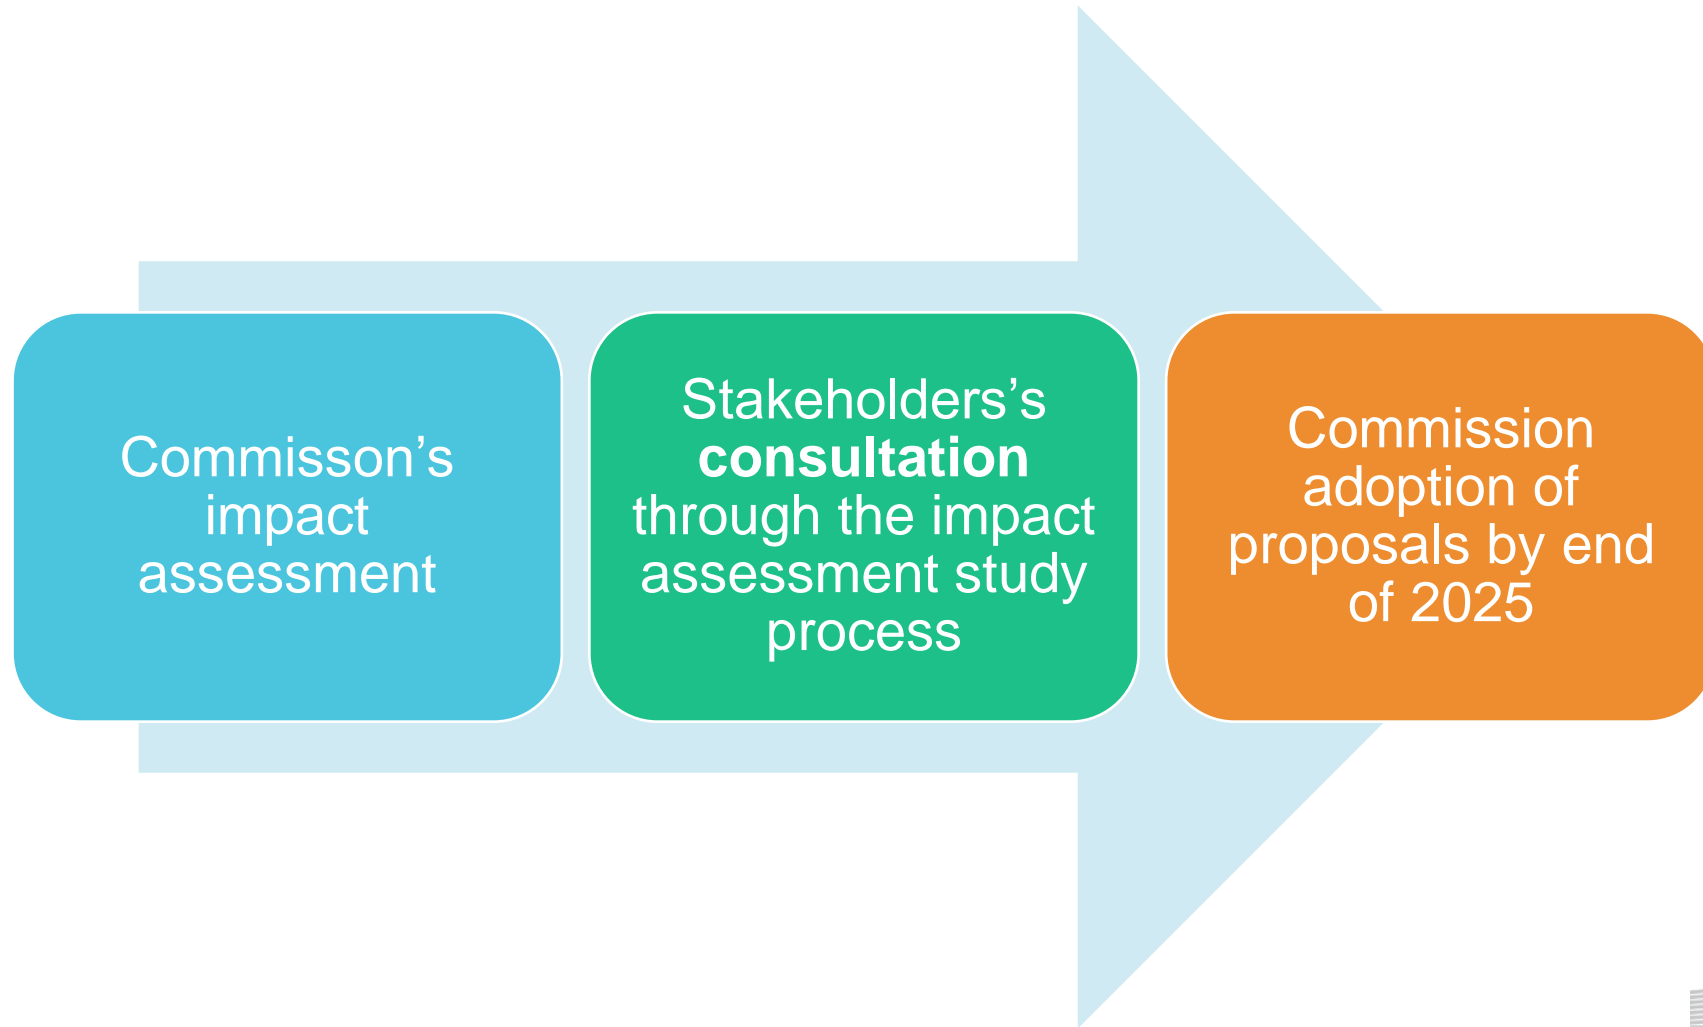 Commisson’s
impact
assessment
Stakeholders’s
consultation
through the impact
assessment study
process
Commission
adoption of
proposals by end
of 2025